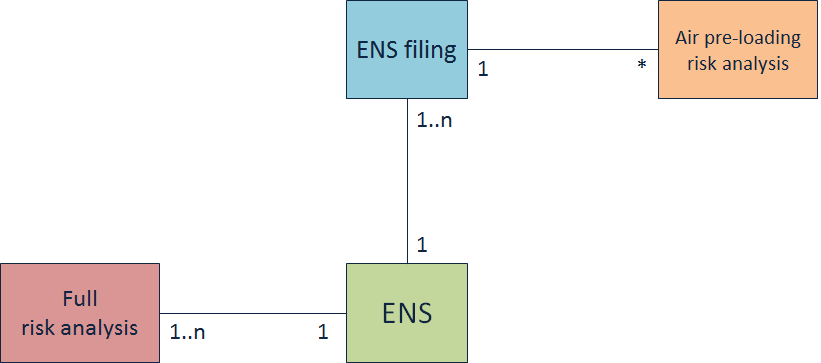 ENS filing
Air pre-loading
risk analysis
1
*
1..n
1
Full
risk analysis
ENS
1..n
1